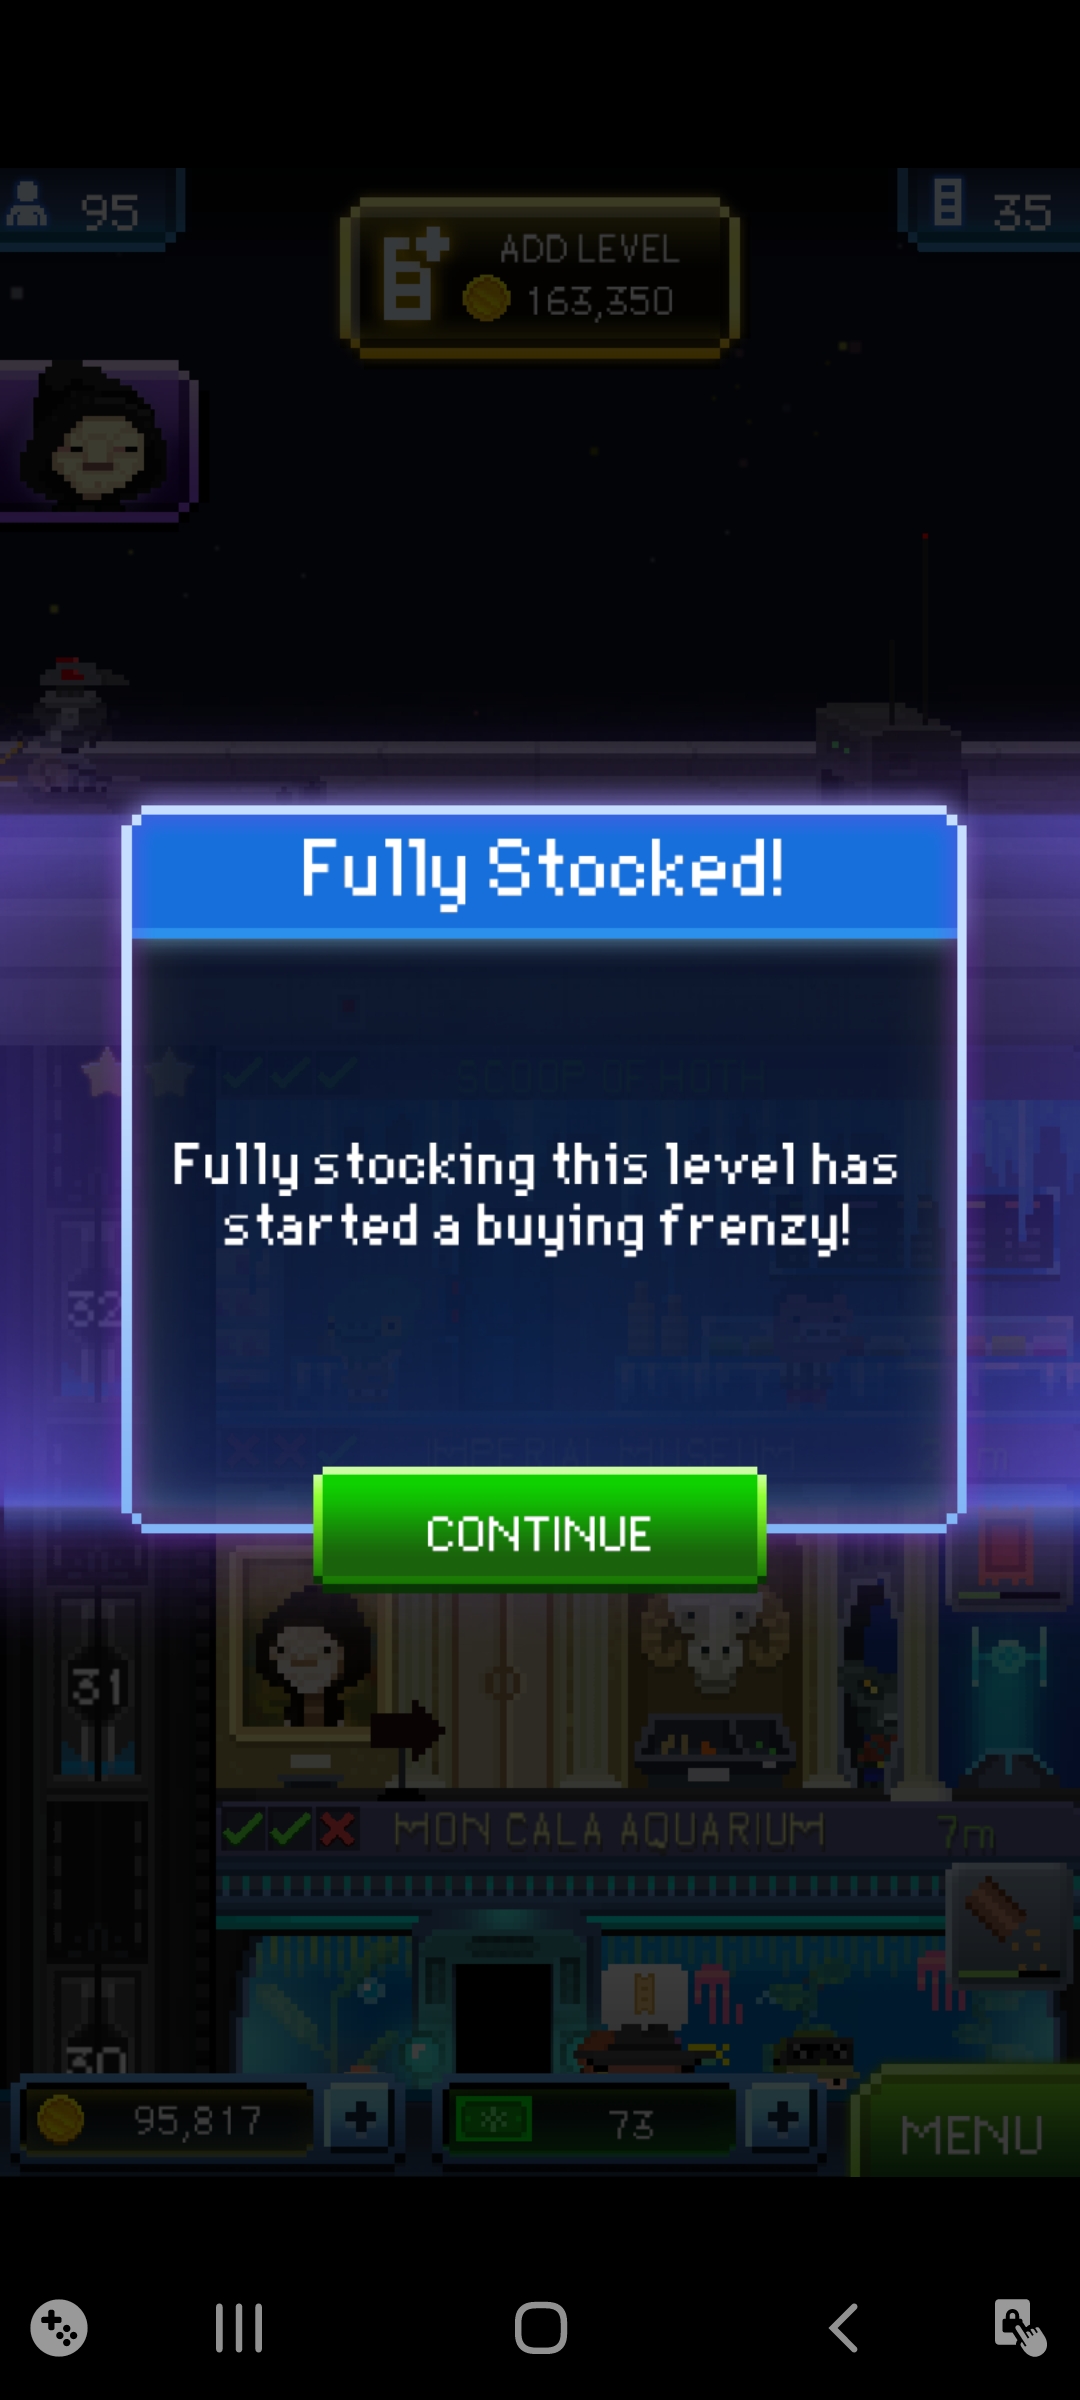 95
ADD LEVEL
163,350
35
Fully Stocked!
SCOOP OF HOTH
Fully stocking this level has
started a buying frenzy!
32
IMPERIAL MUSEUM
CONTINUE
31
MON CALA AQUARIUM 7m
30
95,817
73
MENU